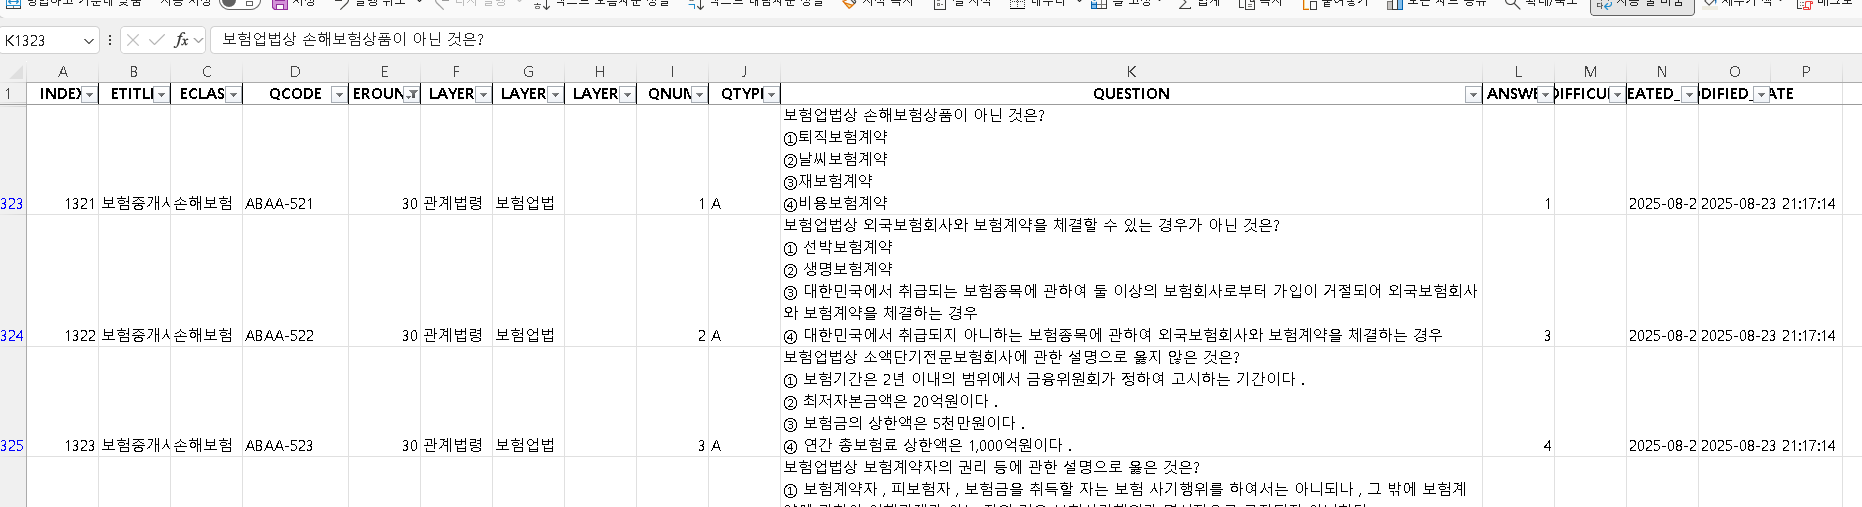 K1323
fx
보험업법상 손해보험상품이 아닌 것은?
A B C D E F G H I J K L M N O P
1 INDEX ETITLE ECLAS QCODE EROUN LAYER LAYER LAYER QNUM QTYPE QUESTION ANSWE DIFFICUL EATED_ DIFIED_ ATE
보험업법상 손해보험상품이 아닌 것은?
①퇴직보험계약
②날씨보험계약
③재보험계약
④비용보험계약
323 1321 보험중개사 손해보험 ABAA-521 30 관계법령 보험업법 1 A 1 2025-08-2 2025-08-23 21:17:14
보험업법상 외국보험회사와 보험계약을 체결할 수 있는 경우가 아닌 것은?
① 선박보험계약
② 생명보험계약
③ 대한민국에서 취급되는 보험종목에 관하여 둘 이상의 보험회사로부터 가입이 거절되어 외국보험회사
와 보험계약을 체결하는 경우
④ 대한민국에서 취급되지 아니하는 보험종목에 관하여 외국보험회사와 보험계약을 체결하는 경우
324 1322 보험중개사 손해보험 ABAA-522 30 관계법령 보험업법 2 A 3 2025-08-2 2025-08-23 21:17:14
보험업법상 소액단기전문보험회사에 관한 설명으로 옳지 않은 것은?
① 보험기간은 2년 이내의 범위에서 금융위원회가 정하여 고시하는 기간이다 .
② 최저자본금액은 20억원이다 .
③ 보험금의 상한액은 5천만원이다 .
④ 연간 총보험료 상한액은 1,000억원이다 .
325 1323 보험중개사 손해보험 ABAA-523 30 관계법령 보험업법 3 A 4 2025-08-2 2025-08-23 21:17:14
보험업법상 보험계약자의 권리 등에 관한 설명으로 옳은 것은?
① 보험계약자 , 피보험자 , 보험금을 취득할 자는 보험 사기행위를 하여서는 아니되나 , 그 밖에 보험계